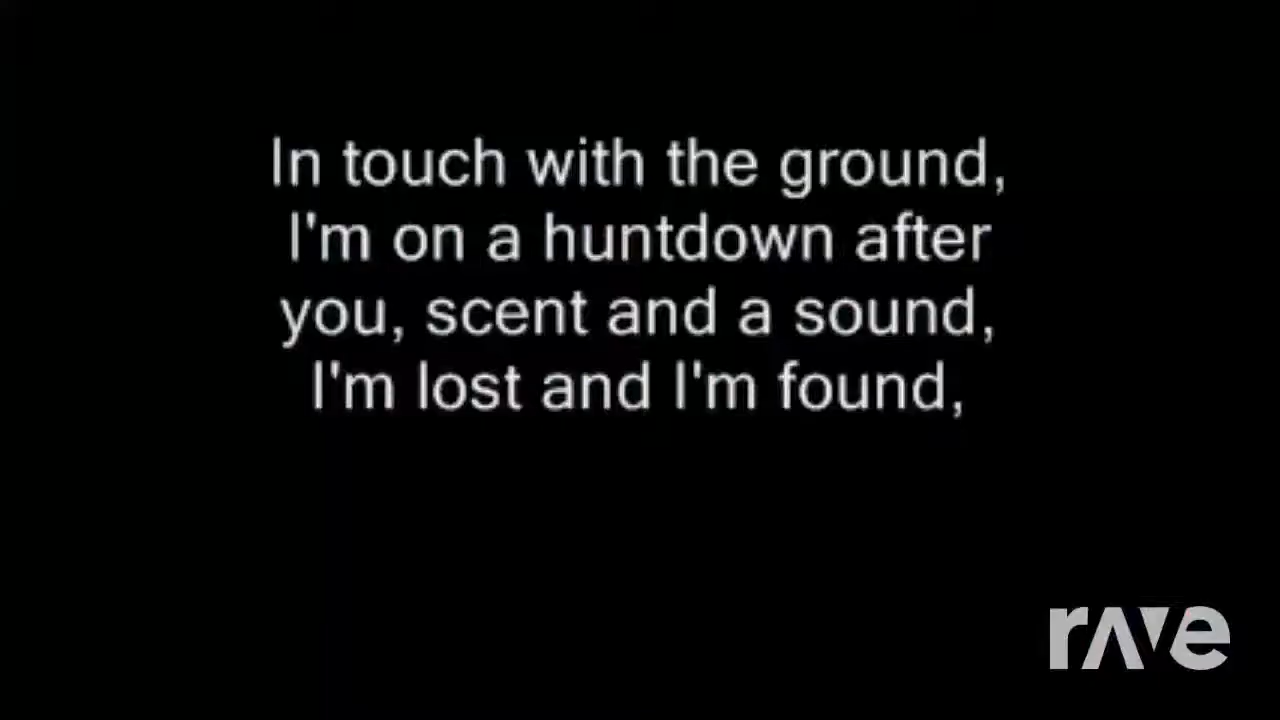 In touch with the ground,
I'm on a huntdown after
you, scent and a sound,
I'm lost and I'm found,
rave